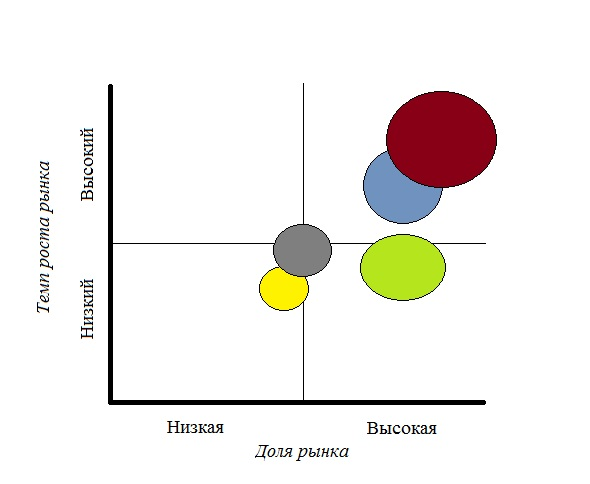 Темп роста рынка
Высокий
Низкий
Низкая
Высокая
Доля рынка